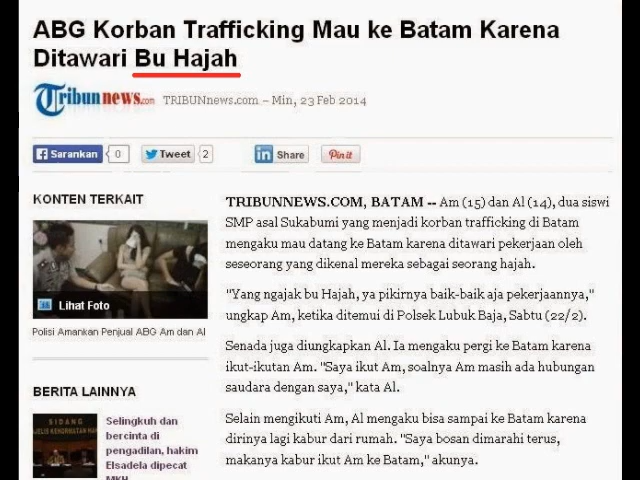 ABG Korban Trafficking Mau ke Batam Karena
Ditawari Bu Hajah
Tribunnews.com TRIBUNnews.com – Min, 23 Feb 2014
Sarankan 0 Tweet 2 Share Pin it
KONTEN TERKAIT
Lihat Foto
Polisi Amankan Penjual ABG Am dan Al
BERITA LAINNYA
SIDANG
MAJELIS KEHORMATAN HAKIM
Selingkuh dan
bercinta di
pengadilan, hakim
Elsadela dipecat
MKH
TRIBUNNEWS.COM, BATAM -- Am (15) dan Al (14), dua siswi
SMP asal Sukabumi yang menjadi korban trafficking di Batam
mengaku mau datang ke Batam karena ditawari pekerjaan oleh
seseorang yang dikenal mereka sebagai seorang hajah.
"Yang ngajak bu Hajah, ya pikirnya baik-baik aja pekerjaannya,"
ungkap Am, ketika ditemui di Polsek Lubuk Baja, Sabtu (22/2).
Senada juga diungkapkan Al. Ia mengaku pergi ke Batam karena
ikut-ikutan Am. "Saya ikut Am, soalnya Am masih ada hubungan
saudara dengan saya," kata Al.
Selain mengikuti Am, Al mengaku bisa sampai ke Batam karena
dirinya lagi kabur dari rumah. "Saya bosan dimarahi terus,
makanya kabur ikut Am ke Batam," akunya.